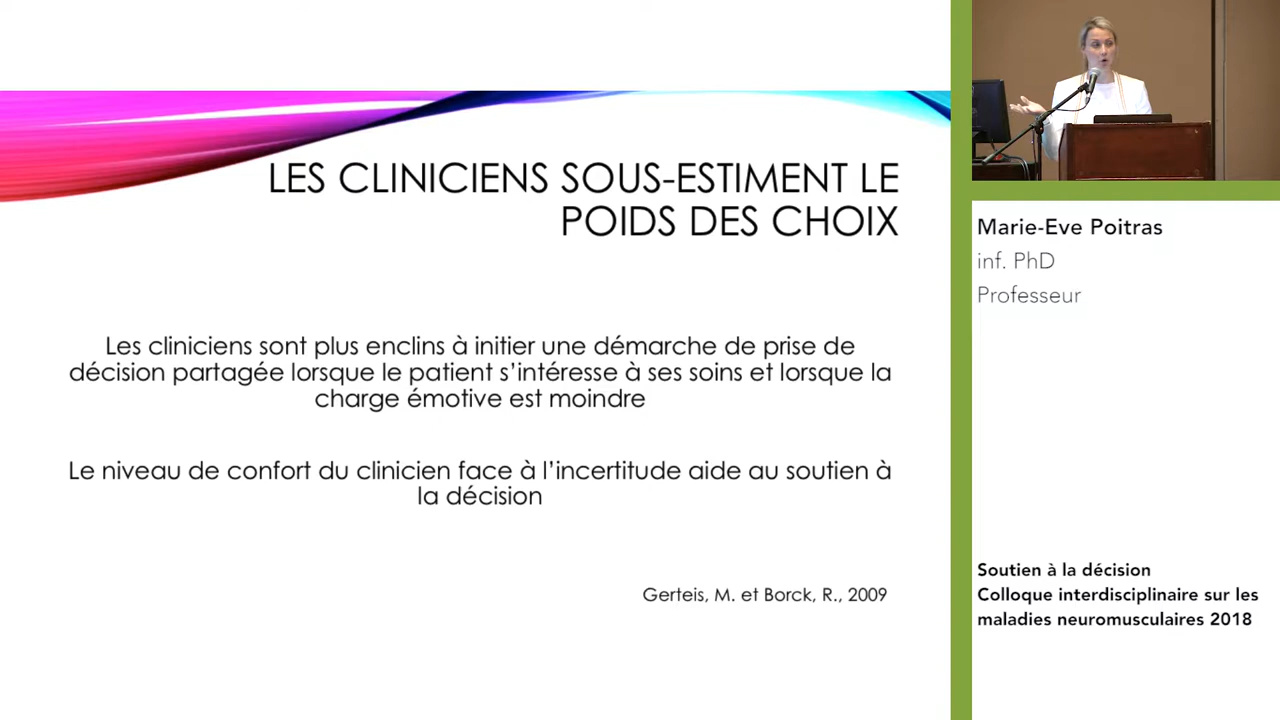 LES CLINICIENS SOUS-ESTIMENT LE
POIDS DES CHOIX
Les cliniciens sont plus enclins à initier une démarche de prise de
décision partagée lorsque le patient s’intéresse à ses soins et lorsque la
charge émotive est moindre
Le niveau de confort du clinicien face à l’incertitude aide au soutien à
la décision
Gerteis, M. et Borck, R., 2009
Marie-Eve Poitras
inf. PhD
Professeur
Soutien à la décision
Colloque interdisciplinaire sur les
maladies neuromusculaires 2018